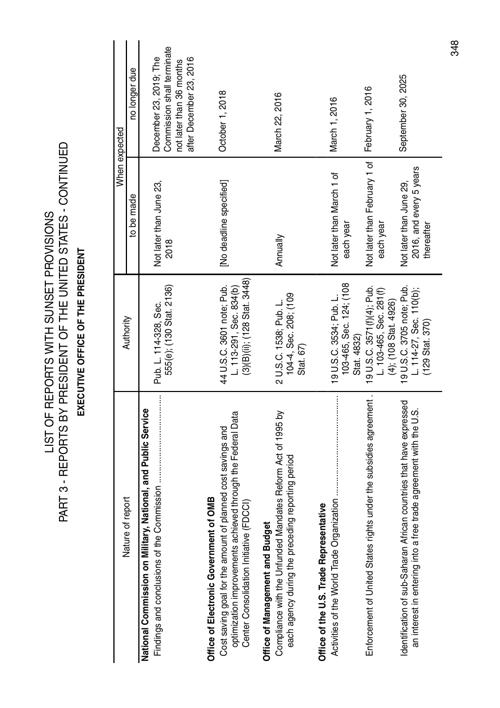 LIST OF REPORTS WITH SUNSET PROVISIONS
PART 3 - REPORTS BY PRESIDENT OF THE UNITED STATES - CONTINUED
EXECUTIVE OFFICE OF THE PRESIDENT
Nature of report
Authority
When expected
to be made
no longer due
National Commission on Military, National, and Public Service
Findings and conclusions of the Commission
Pub. L. 114-328, Sec.
555(e); (130 Stat. 2136)
Not later than June 23,
2018
December 23, 2019; The
Commission shall terminate
not later than 36 months
after December 23, 2016
Office of Electronic Government of OMB
Cost saving goal for the amount of planned cost savings and
optimization improvements achieved through the Federal Data
Center Consolidation Initiative (FDCCI)
44 U.S.C. 3601 note; Pub.
L. 113-291, Sec. 834(b)
(3)(B)(ii); (128 Stat. 3448)
[No deadline specified]
October 1, 2018
Office of Management and Budget
Compliance with the Unfunded Mandates Reform Act of 1995 by
each agency during the preceding reporting period
2 U.S.C. 1538; Pub. L.
104-4, Sec. 208; (109
Stat. 67)
Annually
March 22, 2016
Office of the U.S. Trade Representative
Activities of the World Trade Organization
19 U.S.C. 3534; Pub. L.
103-465, Sec. 124; (108
Stat. 4832)
Not later than March 1 of
each year
March 1, 2016
Enforcement of United States rights under the subsidies agreement .
19 U.S.C. 3571(f)(4); Pub.
L. 103-465, Sec. 281(f)
(4); (108 Stat. 4926)
Not later than February 1 of
each year
February 1, 2016
Identification of sub-Saharan African countries that have expressed
an interest in entering into a free trade agreement with the U.S.
19 U.S.C. 3705 note; Pub.
L. 114-27, Sec. 110(b);
(129 Stat. 370)
Not later than June 29,
2016, and every 5 years
thereafter
September 30, 2025
348